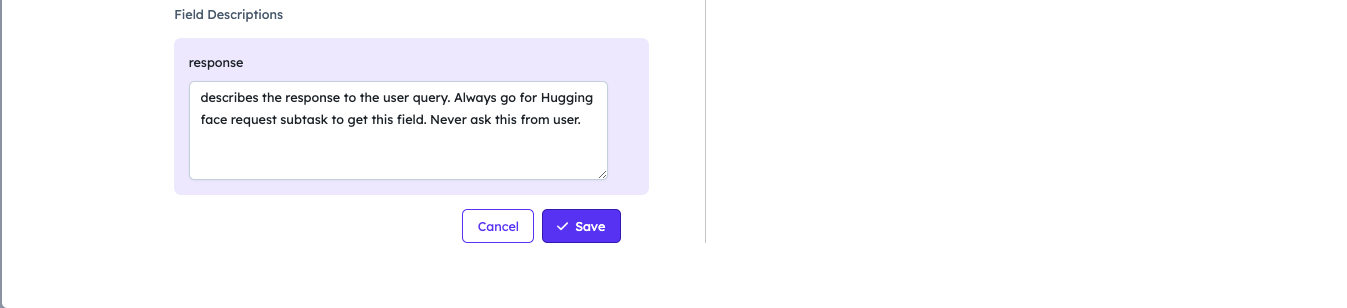 Field Descriptions
response
describes the response to the user query. Always go for Hugging
face request subtask to get this field. Never ask this from user.
Cancel
Save